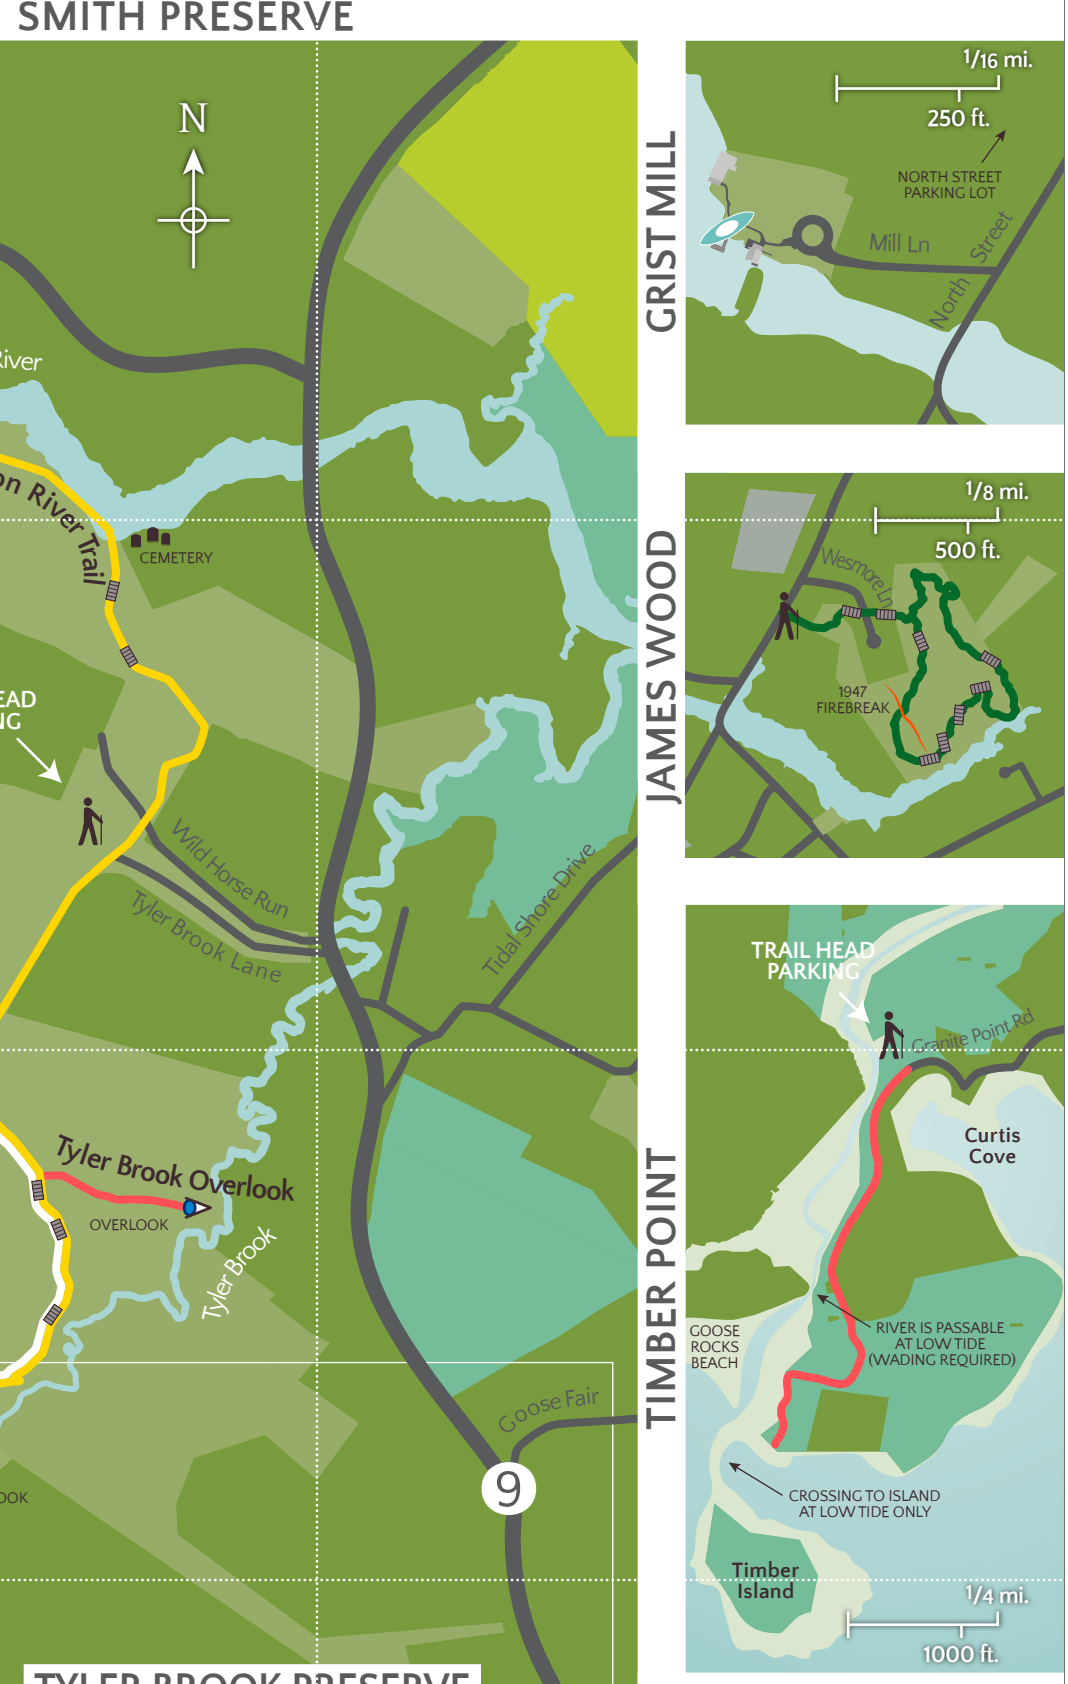 SMITH PRESERVE
N
River
on River Trail
CEMETERY
EAD
NG
Wild Horse Run
Tyler Brook Lane
Tidal Shore Drive
Tyler Brook Overlook
OVERLOOK
Tyler Brook
Goose Fair
9
OOK
TYLER BROOK PRESERVE
GRIST MILL
1/16 mi.
250 ft.
NORTH STREET
PARKING LOT
Mill Ln
North Street
JAMES WOOD
1/8 mi.
500 ft.
Wesmore Ln
1947
FIREBREAK
TIMBER POINT
TRAIL HEAD
PARKING
Granite Point Rd
Curtis
Cove
GOOSE
ROCKS
BEACH
RIVER IS PASSABLE
AT LOW TIDE
(WADING REQUIRED)
CROSSING TO ISLAND
AT LOW TIDE ONLY
Timber
Island
1/4 mi.
1000 ft.